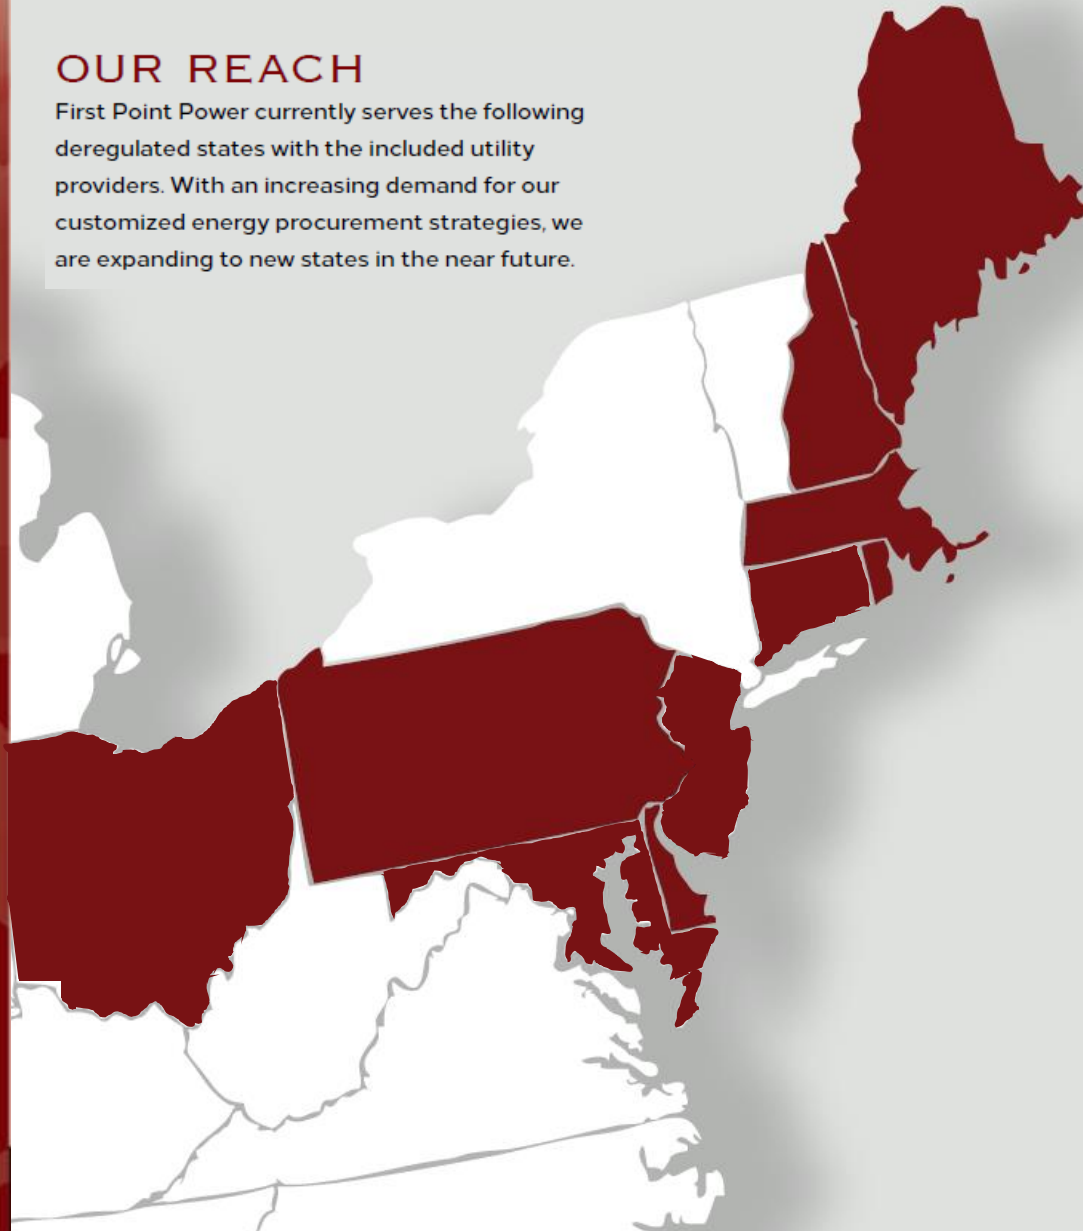 OUR REACH
First Point Power currently serves the following
deregulated states with the included utility
providers. With an increasing demand for our
customized energy procurement strategies, we
are expanding to new states in the near future.